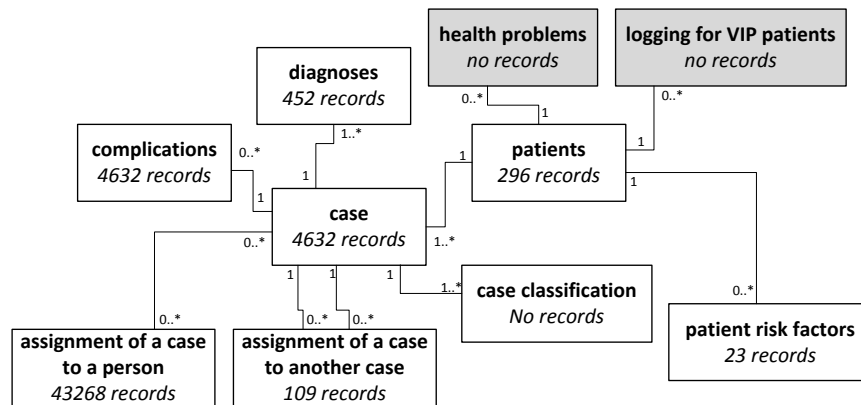 health problems
no records
logging for VIP patients
no records
diagnoses
452 records
0..*
0..*
1..*
1
complications
4632 records
0..*
1
1
1
1
patients
296 records
1
1
case
4632 records
0..*
1..*
1
1
1
1..*
case classification
No records
0..*
0..*
0..*
0..*
assignment of a case
to a person
43268 records
assignment of a case
to another case
109 records
patient risk factors
23 records